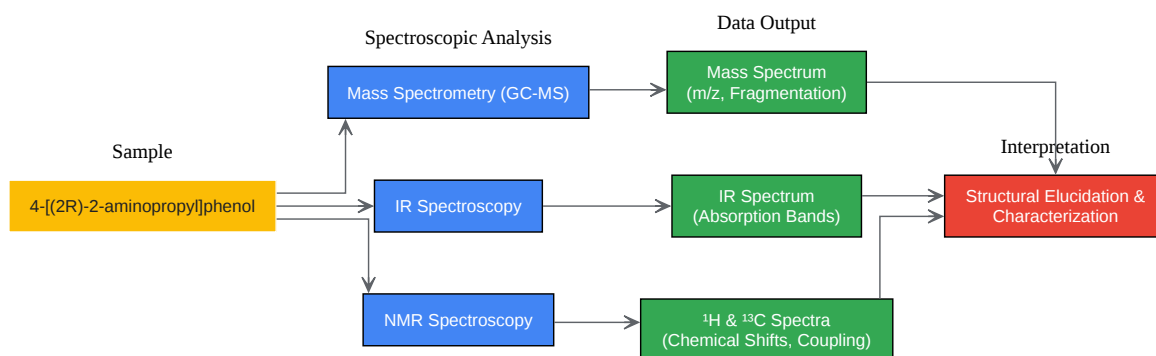 Data Output
Spectroscopic Analysis
Mass Spectrometry (GC-MS)
Mass Spectrum
(m/z, Fragmentation)
Sample
Interpretation
4-[(2R)-2-aminopropyl]phenol
IR Spectroscopy
IR Spectrum
(Absorption Bands)
Structural Elucidation &
Characterization
NMR Spectroscopy
¹H & ¹³C Spectra
(Chemical Shifts, Coupling)